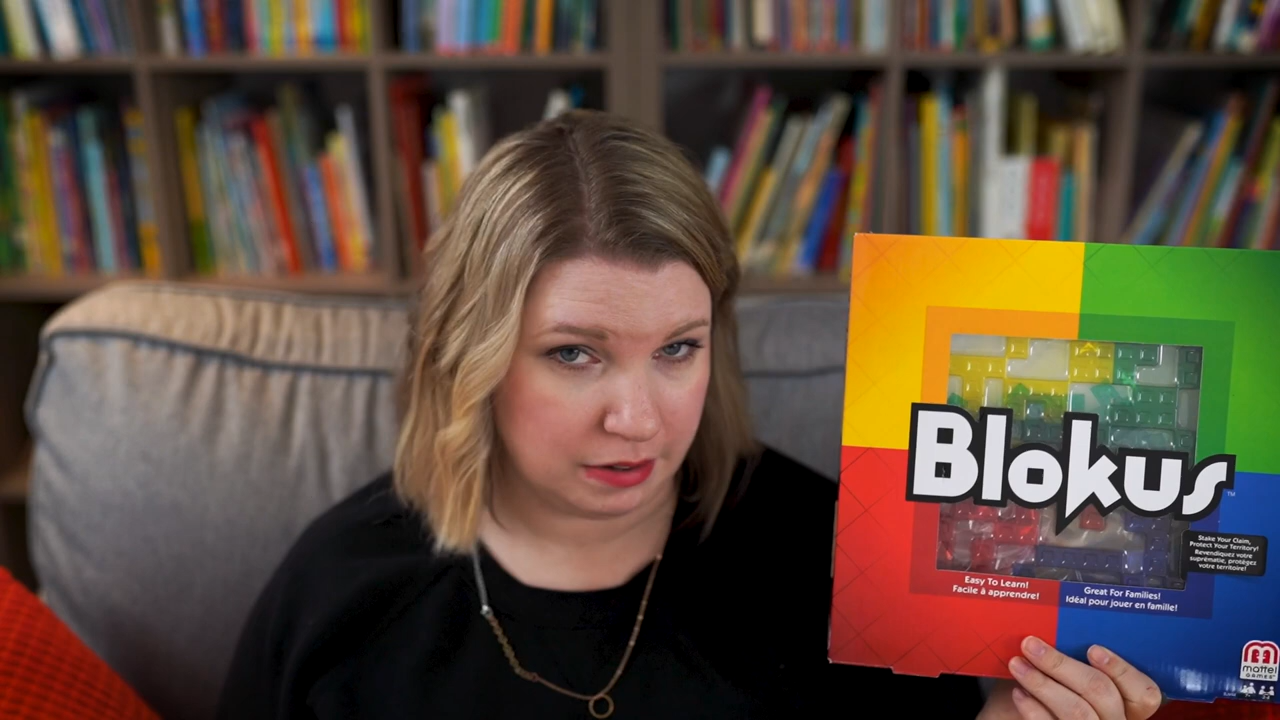 Blokus
TM
Stake Your Claim,
Protect Your Territory!
Revendiquez votre
suprématie, protégez
votre territoire!
Easy To Learn!
Facile à apprendre!
Great For Families!
Idéal pour jouer en famille!
mattel
games